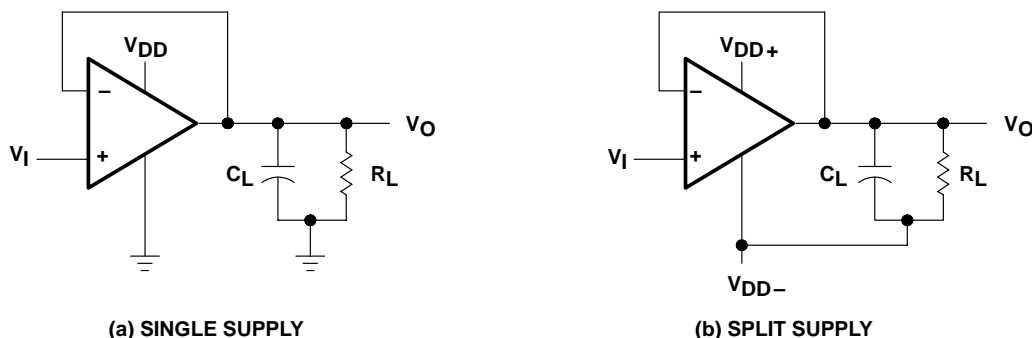 VDD
−
VI
+
VO
CL
RL
(a) SINGLE SUPPLY
VDD+
−
VI
+
VO
CL
RL
VDD−
(b) SPLIT SUPPLY